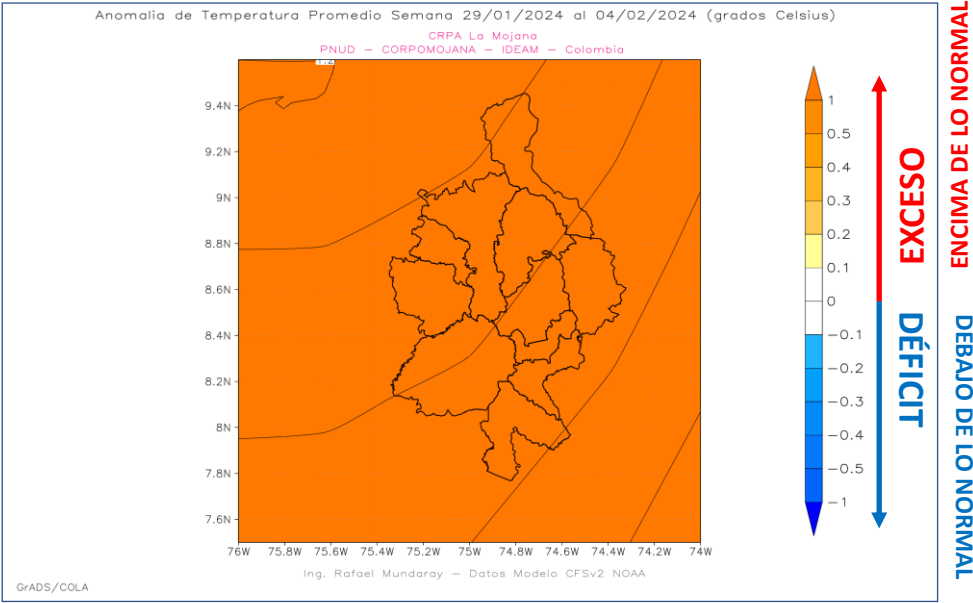 Anomalia de Temperatura Promedio Semana 29/01/2024 al 04/02/2024 (grados Celsius)
CRPA La Mojana
PNUD – CORPOMOJANA – IDEAM – Colombia
9.4N
9.2N
9N
8.8N
8.6N
8.4N
8.2N
8N
7.8N
7.6N
76W 75.8W 75.6W 75.4W 75.2W 75W 74.8W 74.6W 74.4W 74.2W 74W
1
0.5
0.4
0.3
0.2
0.1
0
−0.1
−0.2
−0.3
−0.4
−0.5
−1
EXCESO
DÉFICIT
ENCIMA DE LO NORMAL
DEBAJO DE LO NORMAL
Ing. Rafael Mundaray – Datos Modelo CFSv2 NOAA
GrADS/COLA